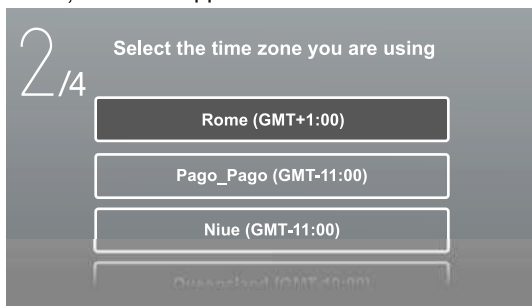 2/4
Select the time zone you are using
Rome (GMT+1:00)
Pago_Pago (GMT-11:00)
Niue (GMT-11:00)